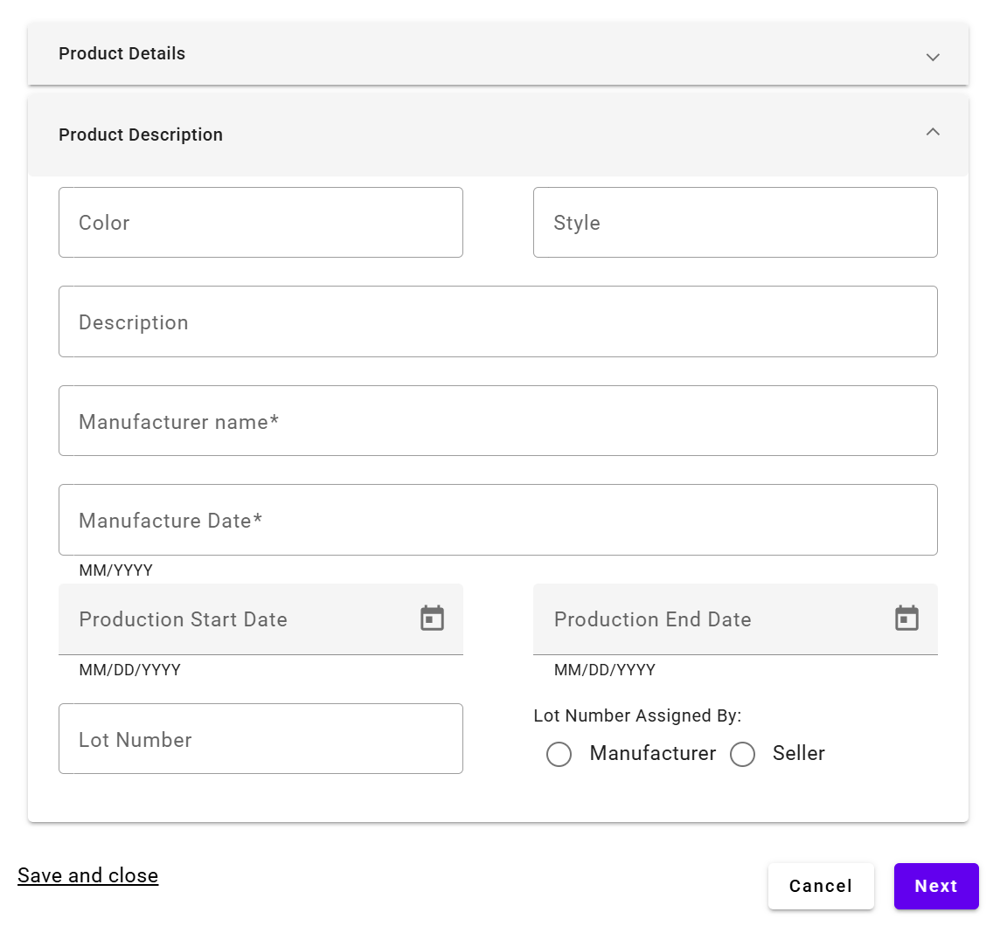 Product Details
Product Description
Color
Style
Description
Manufacturer name*
Manufacture Date*
MM/YYYY
Production Start Date
Production End Date
MM/DD/YYYY
MM/DD/YYYY
Lot Number
Lot Number Assigned By:
Manufacturer
Seller
Save and close
Cancel
Next